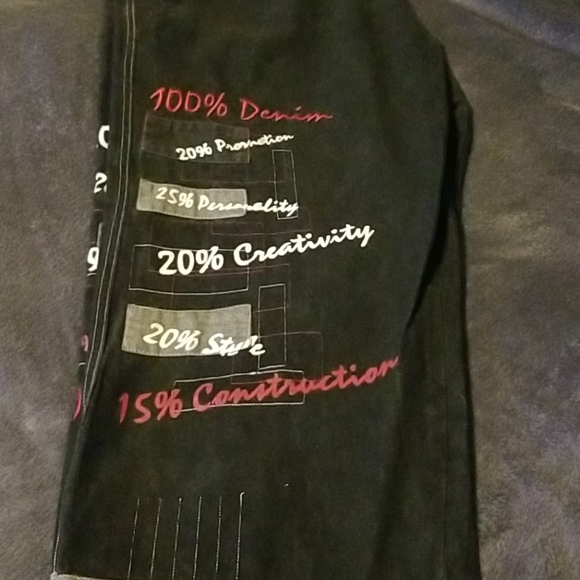 100% Denim
20% Promotion
25% Personality
20% Creativity
20% Style
15% Construction